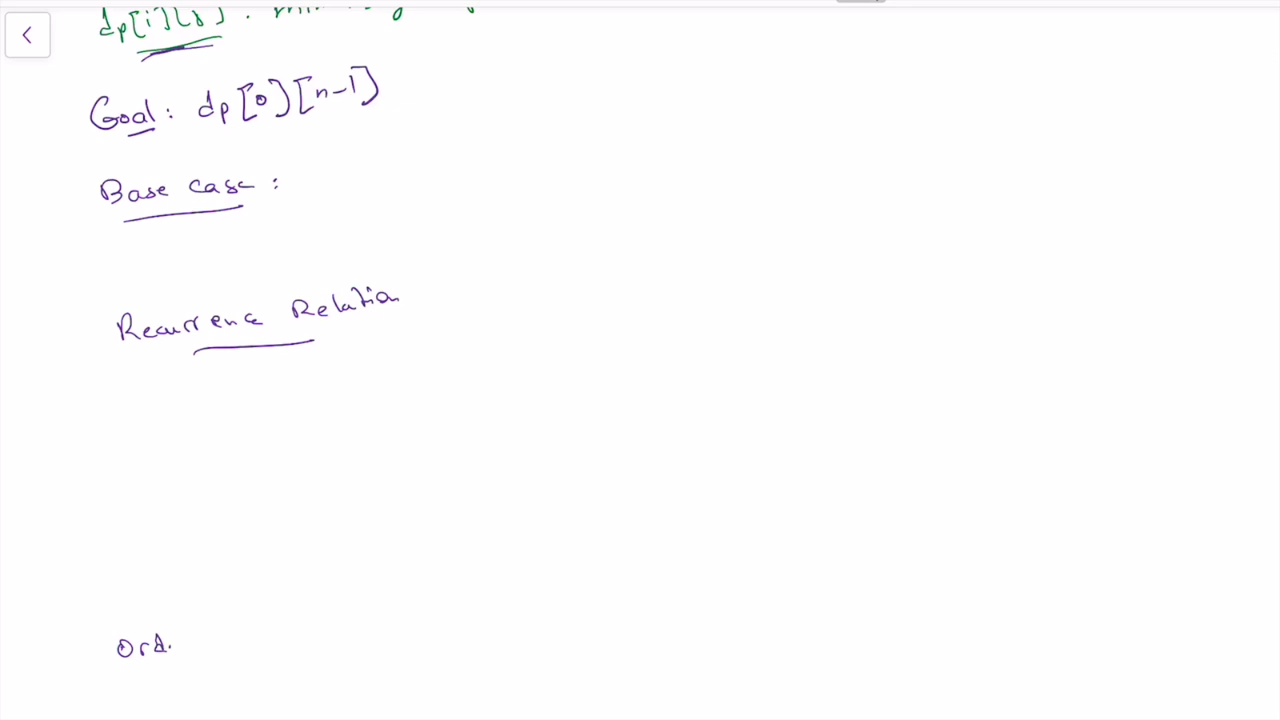 dp[i][j] :
Goal: dp[0][n-1]
Base case :
Recurrence Relation
Ord.